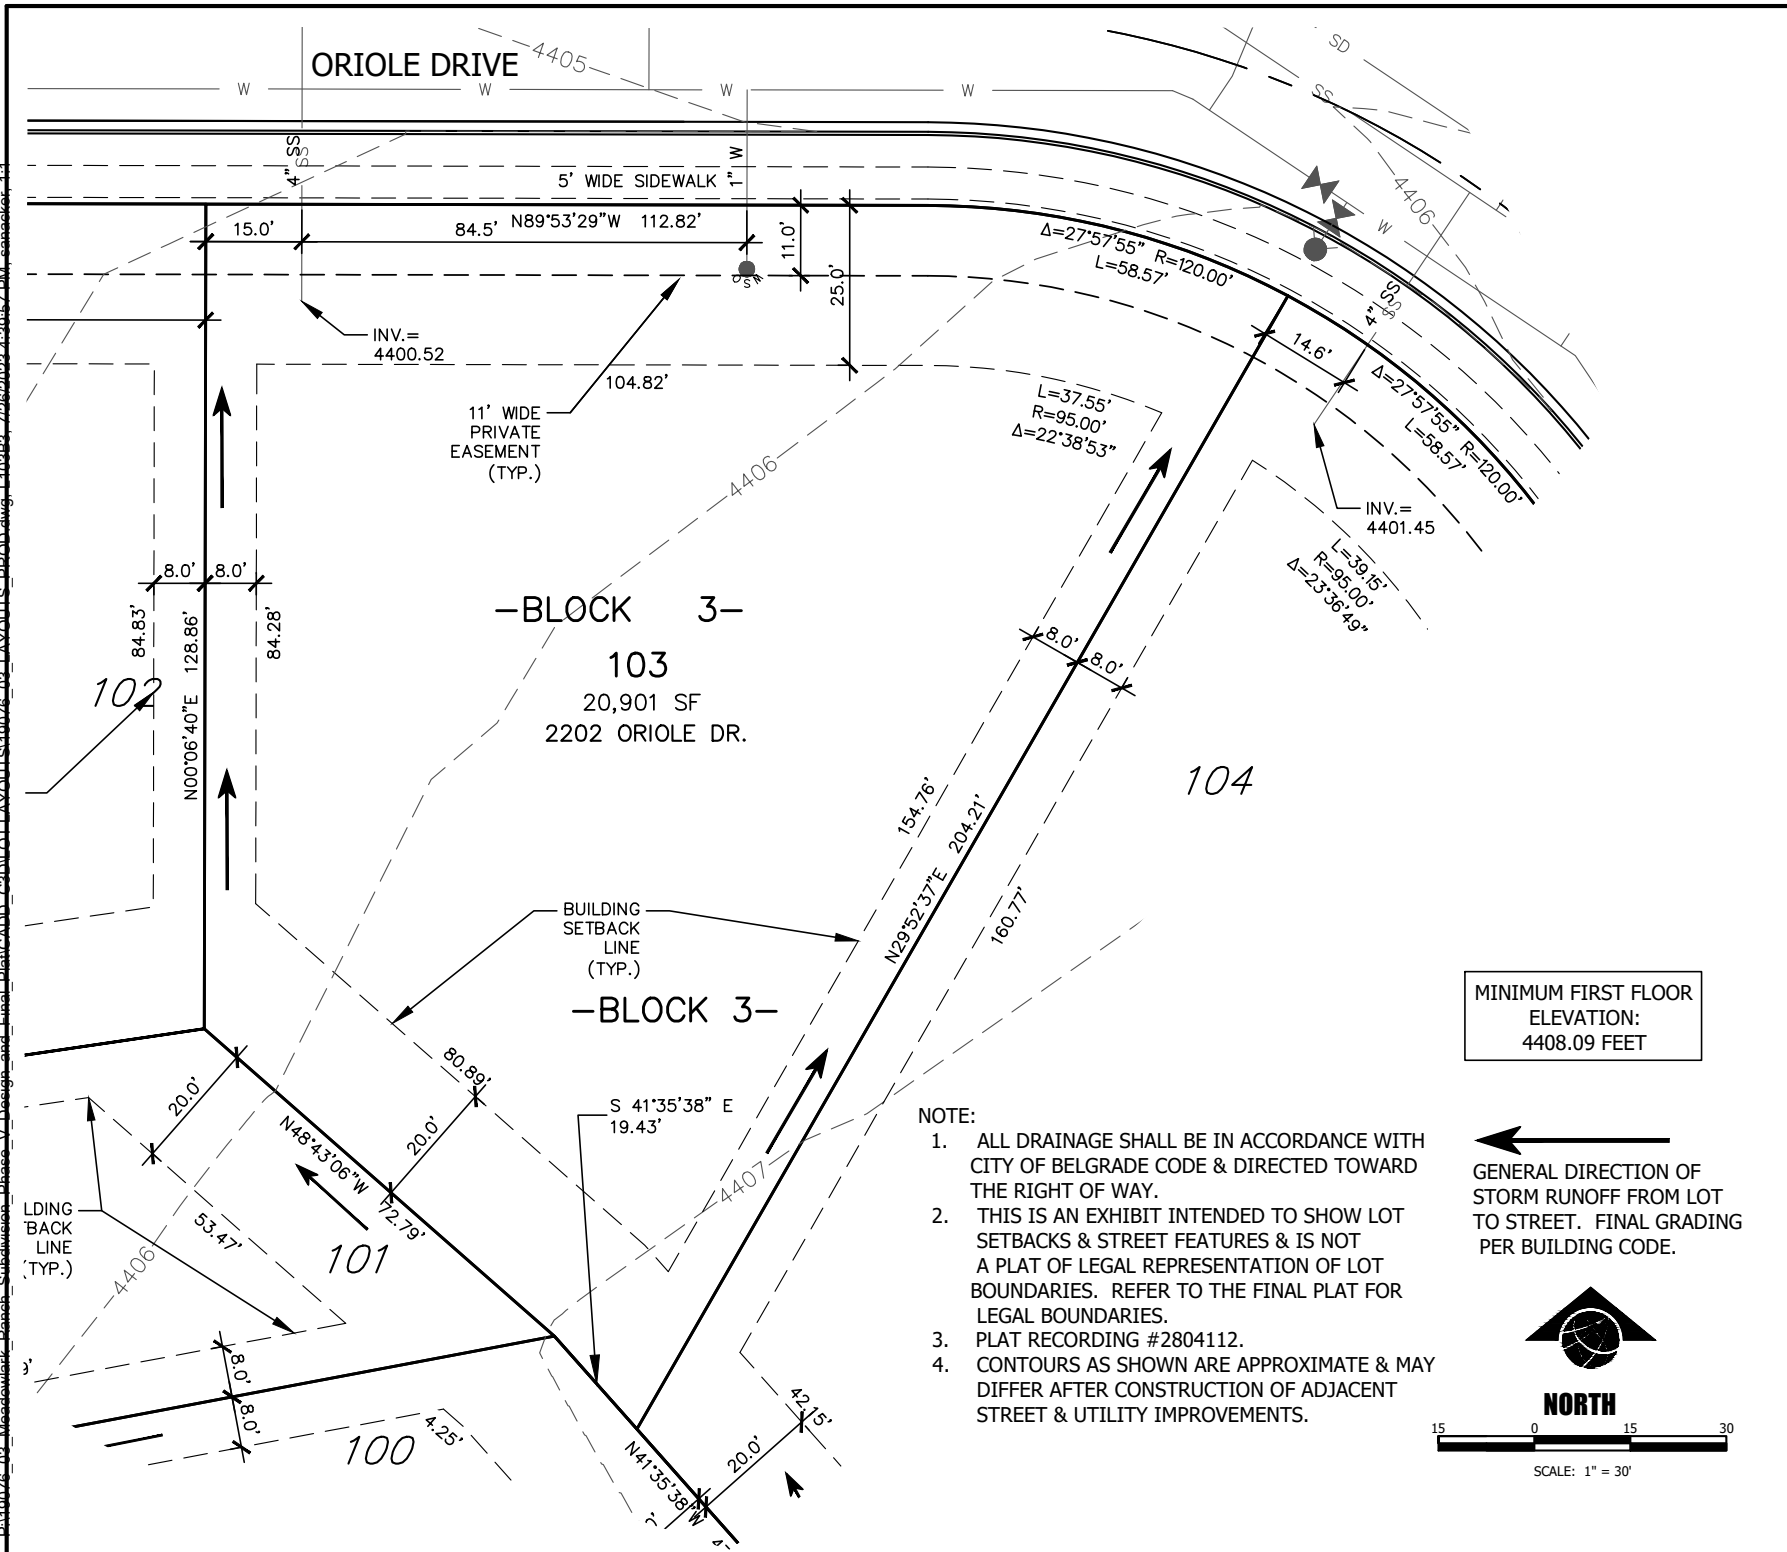 ORIOLE DRIVE
4405
SD
SS
W
W
W
W
W
4406
4" SS
SS
1" W
5' WIDE SIDEWALK
N89°53'29"W 112.82'
15.0'
84.5'
11.0'
25.0'
WSO
Δ=27°57'55" R=120.00'
L=58.57'
4" SS
SS
14.6'
Δ=27°57'55" R=120.00'
L=58.57'
INV.=
4400.52
104.82'
11' WIDE
PRIVATE
EASEMENT
(TYP.)
L=37.55'
R=95.00'
Δ=22°38'53"
4406
INV.=
4401.45
L=39.15'
R=95.00'
Δ=23°36'49"
8.0'
8.0'
84.83'
N00°06'40"E 128.86'
84.28'
102
-BLOCK 3-
103
20,901 SF
2202 ORIOLE DR.
8.0'
8.0'
104
154.76'
N29°52'37"E 204.21'
160.77'
BUILDING
SETBACK
LINE
(TYP.)
-BLOCK 3-
80.89'
20.0'
20.0'
N48°43'06"W 72.79'
S 41°35'38" E
19.43'
4407
LDING
TBACK
LINE
(TYP.)
53.47'
101
4406
8.0'
8.0'
100
4.25'
N41°35'38"W
20.0'
42.15'
MINIMUM FIRST FLOOR
ELEVATION:
4408.09 FEET
NOTE:
1. ALL DRAINAGE SHALL BE IN ACCORDANCE WITH
CITY OF BELGRADE CODE & DIRECTED TOWARD
THE RIGHT OF WAY.
2. THIS IS AN EXHIBIT INTENDED TO SHOW LOT
SETBACKS & STREET FEATURES & IS NOT
A PLAT OF LEGAL REPRESENTATION OF LOT
BOUNDARIES. REFER TO THE FINAL PLAT FOR
LEGAL BOUNDARIES.
3. PLAT RECORDING #2804112.
4. CONTOURS AS SHOWN ARE APPROXIMATE & MAY
DIFFER AFTER CONSTRUCTION OF ADJACENT
STREET & UTILITY IMPROVEMENTS.
GENERAL DIRECTION OF
STORM RUNOFF FROM LOT
TO STREET. FINAL GRADING
PER BUILDING CODE.
NORTH
15 0 15 30
SCALE: 1" = 30'